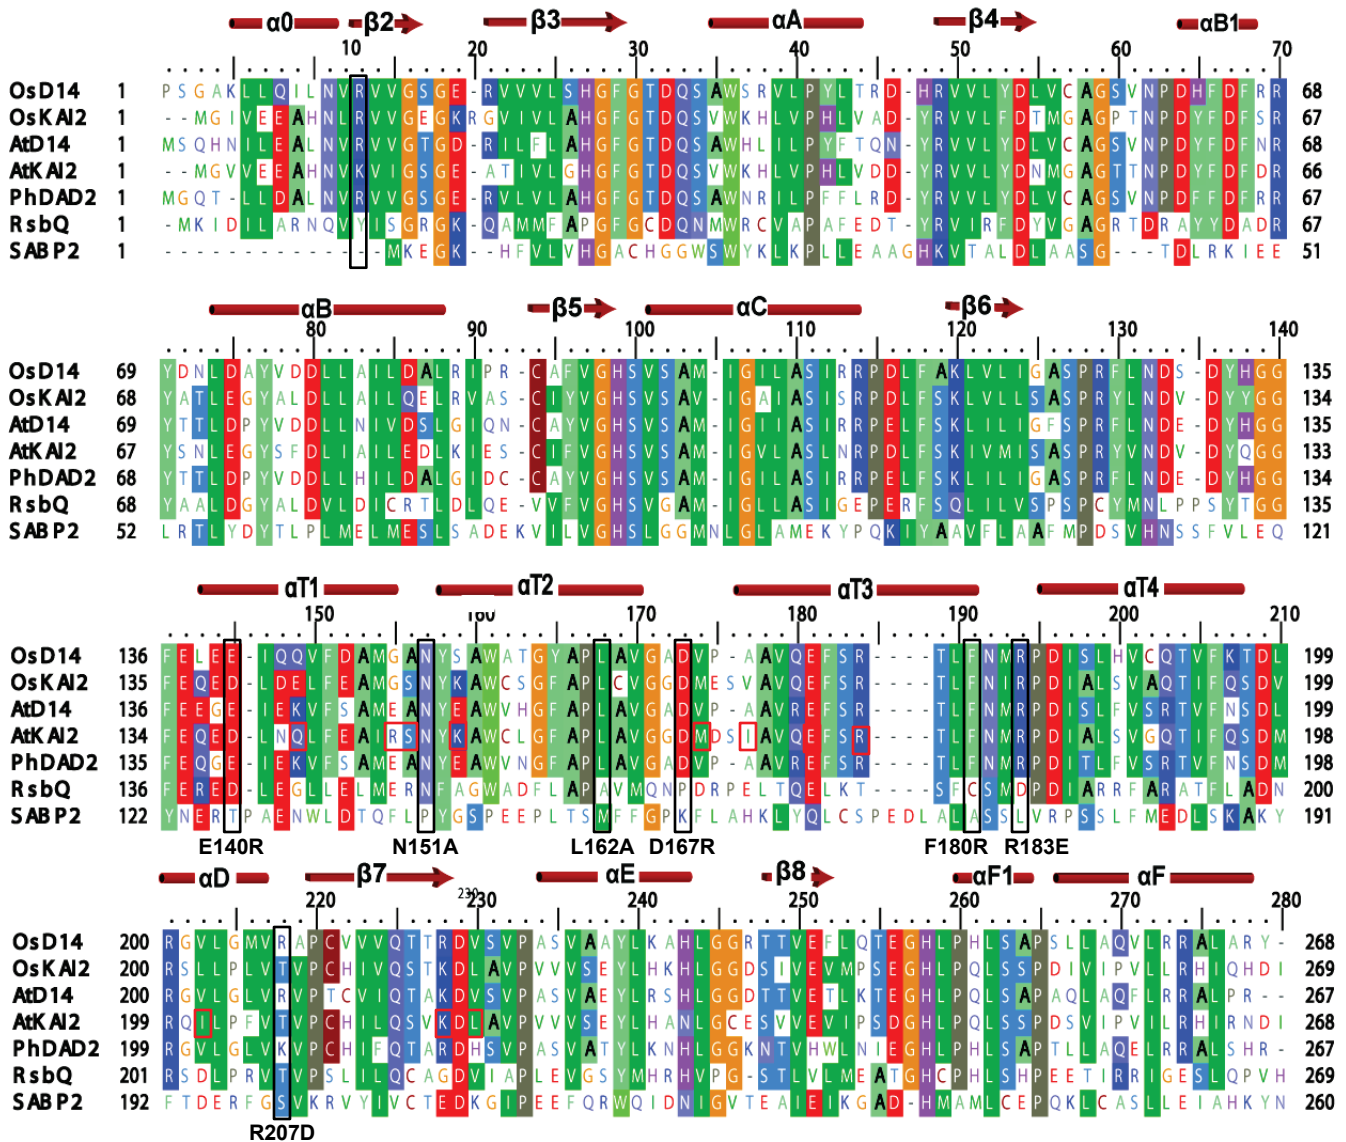 α0 β2 β3 αA β4 αB1
10 20 30 40 50 60 70
OsD14 1 PSGAKLLQILNVRVVGSGE-RVVVLSHGFGTDQSAWSRVLPYLTRD-HRVVLYDLVCAGSVNPDHFDFRR 68
OsKAI2 1 --MGIVEEAHNLRVVGEGKRGVIVLAHGFGTDQSVWKHLVPHLVAD-YRVVLFDTMGAGPTNPDYFDFSR 67
AtD14 1 MSQHNILEALNVRVVGTGD-RILFLAHGFGTDQSAWHLILPYFTQN-YRVVLYDLVCAGSVNPDYFDFNR 68
AtKAI2 1 --MGVVEEAHNVKVIGSGE-ATIVLGHGFGTDQSVWKHLVPHLVDD-YRVVLYDNMGAGTTNPDYFDFDR 66
PhDAD2 1 MGQT-LLDALNVRVVGSGE-RVLVLAHGFGTDQSAWNRILPFFLRD-YRVVLYDLVCAGSVNPDFFDFRR 67
RsbQ 1 -MKIDILARNQVYISGRGK-QAMMFAPGFGCDQNMWRCVAPAFEDT-YRVIRFDYVGAGRTDRAYYDADR 67
SABP2 1 --------------MKEGK--HFVLVHGACHGGWSWYKLKPLLEAAGHKVTALDLAASG---TDLRKIEE 51
αB β5 αC β6
80 90 100 110 120 130 140
OsD14 69 YDNLDAYVDDLLAILDALRIPR-CAFVGHSVSAM-IGILASIRRPDLFAKLVLIGASPRFLNDS-DYHGG 135
OsKAI2 68 YATLEGYALDLLAILQELRVAS-CIYVGHSVSAV-IGAIASISRPDLFSKLVLLSASPRYLNDV-DYYGG 134
AtD14 69 YTTLDPYVDDLLNIVDSLGIQN-CAYVGHSVSAM-IGIIASIRRPELFSKLILIGFSPRFLNDE-DYHGG 135
AtKAI2 67 YSNLEGYSFDLIAILEDLKIES-CIFVGHSVSAM-IGVLASLNRPDLFSKIVMISASPRYVNDV-DYQGG 133
PhDAD2 68 YTTLDPYVDDLLHILDALGIDC-CAYVGHSVSAM-IGILASIRRPELFSKLILIGASPRFLNDE-DYHGG 134
RsbQ 68 YAALDGYALDVLDICRTLDLQE-VVFVGHSVGAM-IGLLASIGEPERFSQLILVSPSPCYMNLPPSYTGG 135
SABP2 52 LRTLYDYTLPLMELMESLSADEKVILVGHSLGGMNLGLAMEKYPQKIYAAVFLAAFMPDSVHNSSFVLEQ 121
αT1 αT2 αT3 αT4
150 160 170 180 190 200 210
OsD14 136 FELEE-IQQVFDAMGANYSAWATGYAPLAVGADVP-AAVQEFSR----TLFNMRPDISLHVCQTVFKTDL 199
OsKAI2 135 FEQED-LDELFEAMGSNYKAWCSGFAPLCVGGDMESVAVQEFSR----TLFNIRPDIALSVAQTIFQSDV 199
AtD14 136 FEEGE-IEKVFSAMEANYEAWVHGFAPLAVGADVP-AAVREFSR----TLFNMRPDISLFVSRTVFNSDL 199
AtKAI2 134 FEQED-LNQLFEAIRSNYKAWCLGFAPLAVGGDMDSIAVQEFSR----TLFNMRPDIALSVGQTIFQSDM 198
PhDAD2 135 FEQGE-IEKVFSAMEANYEAWVNGFAPLAVGADVP-AAVREFSR----TLFNMRPDITLFVSRTVFNSDM 198
RsbQ 136 FERED-LEGLLELMERNFAGWADFLAPAVMQNPDRPELTQELKT----SFCSMDPDIARRFARATFLADN 200
SABP2 122 YNERTPAENWLDTQFLPYGSPEEPLTSMFFGPKFLAHKLYQLCSPEDLALASSLVRPSSLFMEDLSKAKY 191
E140R N151A L162A D167R F180R R183E
αD β7 αE β8 αF1 αF
220 230 240 250 260 270 280
OsD14 200 RGVLGMVRAPCVVVQTTRDVSVPASVAAYLKAHLGGRTTVEFLQTEGHLPHLSAPSLLAQVLRRALARY- 268
OsKAI2 200 RSLLPLVTVPCHIVQSTKDLAVPVVVSEYLHKHLGGDSIVEVMPSEGHLPQLSSPDIVIPVLLRHIQHDI 269
AtD14 200 RGVLGLVRVPTCVIQTAKDVSVPASVAEYLRSHLGGDTTVETLKTEGHLPQLSAPAQLAQFLRRALPR-- 267
AtKAI2 199 RQILPFVTVPCHILQSVKDLAVPVVVSEYLHANLGCESVVEVIPSDGHLPQLSSPDSVIPVILRHIRNDI 268
PhDAD2 199 RGVLGLVKVPCHIFQTARDHSVPASVATYLKNHLGGKNTVHWLNIEGHLPHLSAPTLLAQELRRALSHR- 267
RsbQ 201 RSDLPRVTVPSLILQCAGDVIAPLEVGSYMHRHVPG-STLVLMEATGHCPHLSHPEETIRRIGESLQPVH 269
SABP2 192 FTDERFGSVKRVYIVCTEDKGIPEEFQRWQIDNIGVTEAIEIKGAD-HMAMLCEPQKLCASLLEIAHKYN 260
R207D